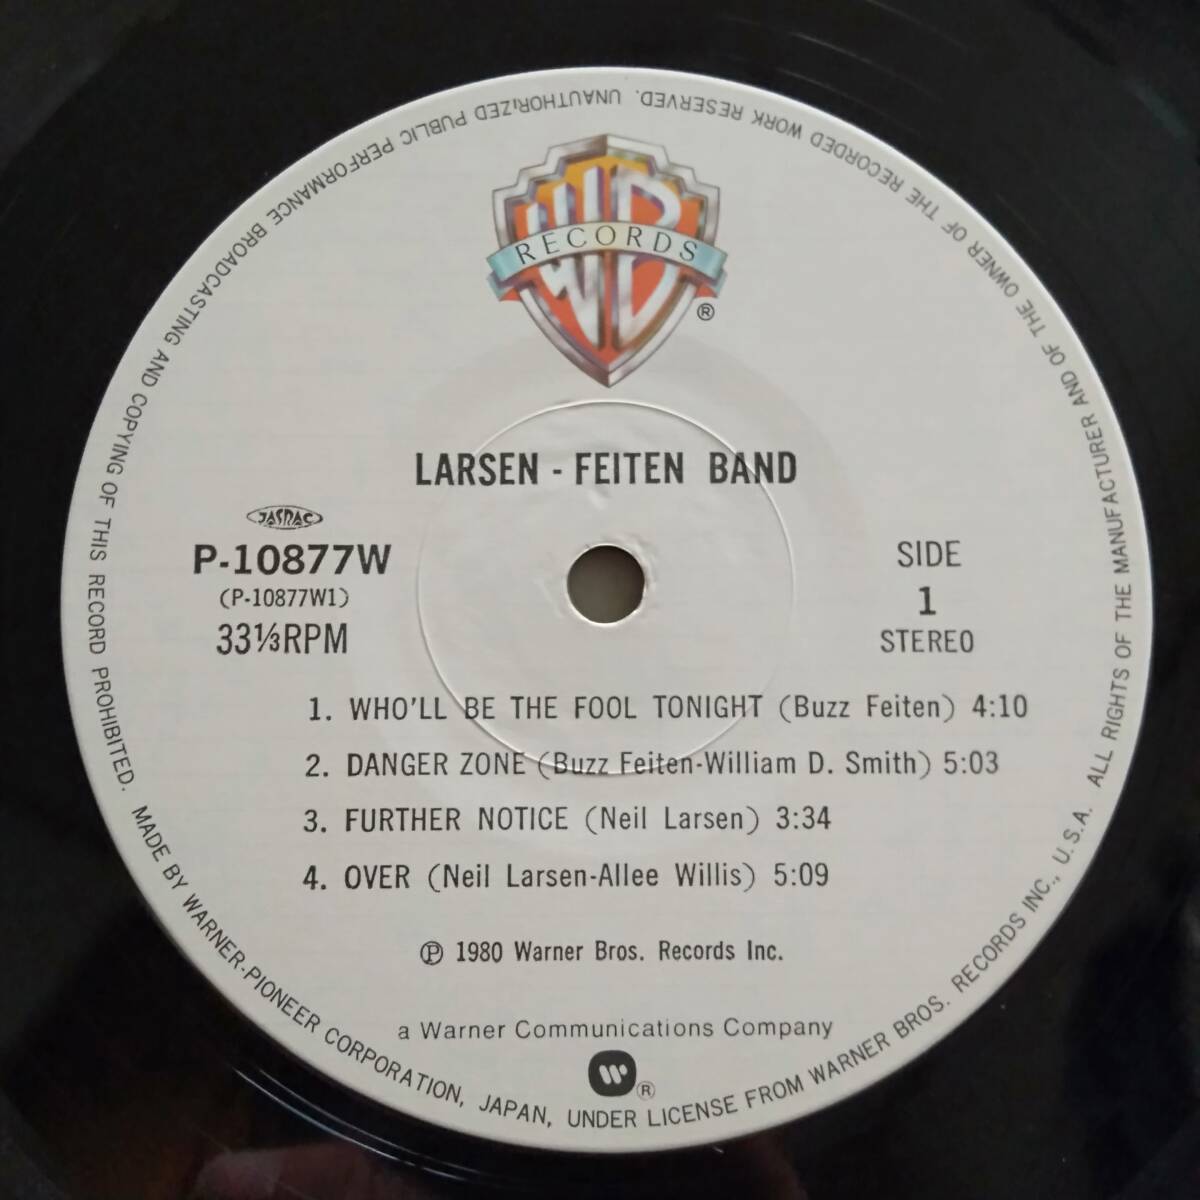 WB
RECORDS
®
LARSEN - FEITEN BAND
JASRAC
P-10877W
(P-10877W1)
33⅓RPM
SIDE
1
STEREO
1. WHO'LL BE THE FOOL TONIGHT (Buzz Feiten) 4:10
2. DANGER ZONE (Buzz Feiten-William D. Smith) 5:03
3. FURTHER NOTICE (Neil Larsen) 3:34
4. OVER (Neil Larsen-Allee Willis) 5:09
℗ 1980 Warner Bros. Records Inc.
a Warner Communications Company
®
MADE BY WARNER-PIONEER CORPORATION, JAPAN, UNDER LICENSE FROM WARNER BROS. RECORDS INC., U.S.A. ALL RIGHTS OF THE MANUFACTURER AND OF THE OWNER OF THE RECORDED WORK RESERVED. UNAUTHORIZED PUBLIC PERFORMANCE BROADCASTING AND COPYING OF THIS RECORD PROHIBITED.